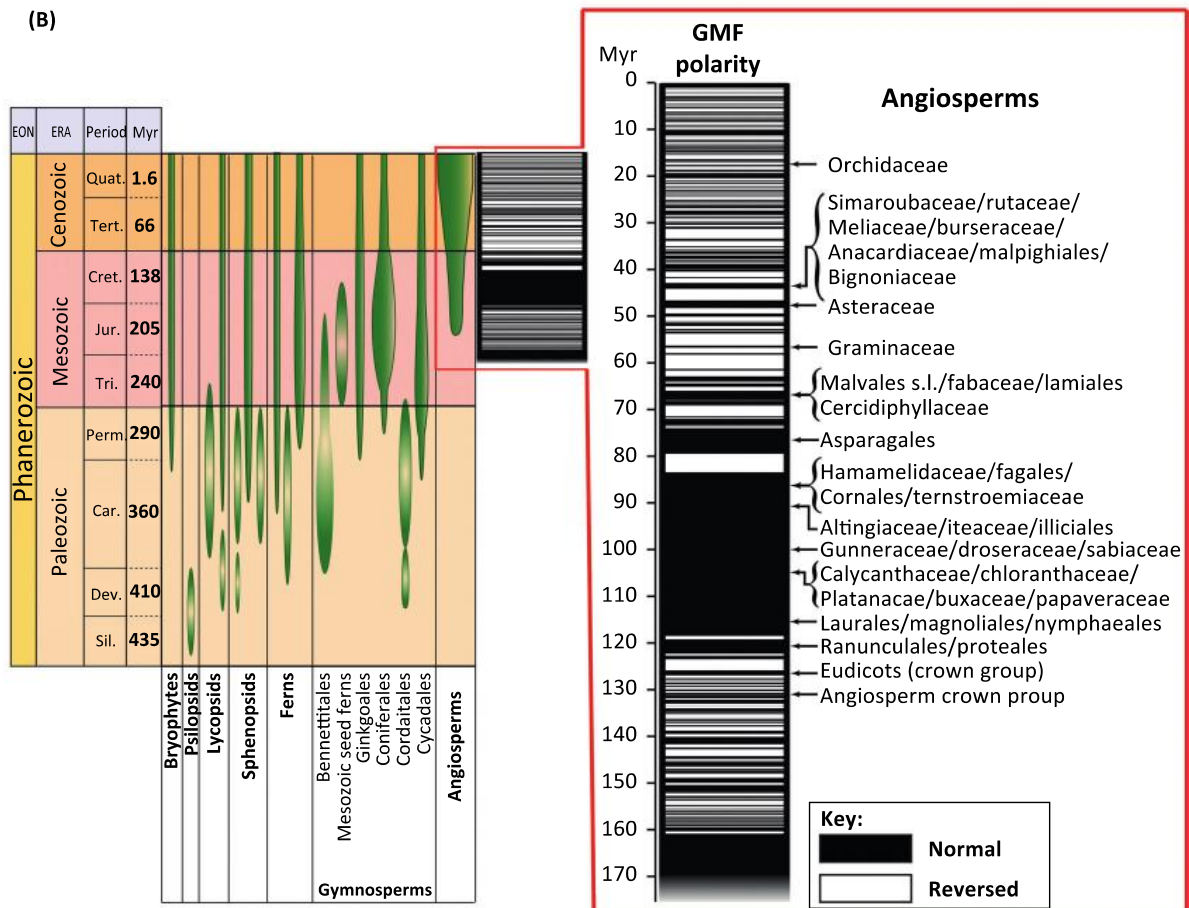 (B)
EON ERA Period Myr
Phanerozoic
Cenozoic
Quat. 1.6
Tert. 66
Mesozoic
Cret. 138
Jur. 205
Tri. 240
Paleozoic
Perm. 290
Car. 360
Dev. 410
Sil. 435
Bryophytes
Psilopsids
Lycopsids
Sphenopsids
Ferns
Bennettitales
Mesozoic seed ferns
Ginkgoales
Coniferales
Cordaitales
Cycadales
Angiosperms
Gymnosperms
GMF
polarity
Myr
0
10
20
30
40
50
60
70
80
90
100
110
120
130
140
150
160
170
Angiosperms
Orchidaceae
Simaroubaceae/rutaceae/
Meliaceae/burseraceae/
Anacardiaceae/malpighiales/
Bignoniaceae
Asteraceae
Graminaceae
Malvales s.l./fabaceae/lamiales
Cercidiphyllaceae
Asparagales
Hamamelidaceae/fagales/
Cornales/ternstroemiaceae
Altingiaceae/iteaceae/illiciales
Gunneraceae/droseraceae/sabiaceae
Calycanthaceae/chloranthaceae/
Platanacae/buxaceae/papaveraceae
Laurales/magnoliales/nymphaeales
Ranunculales/proteales
Eudicots (crown group)
Angiosperm crown proup
Key:
Normal
Reversed